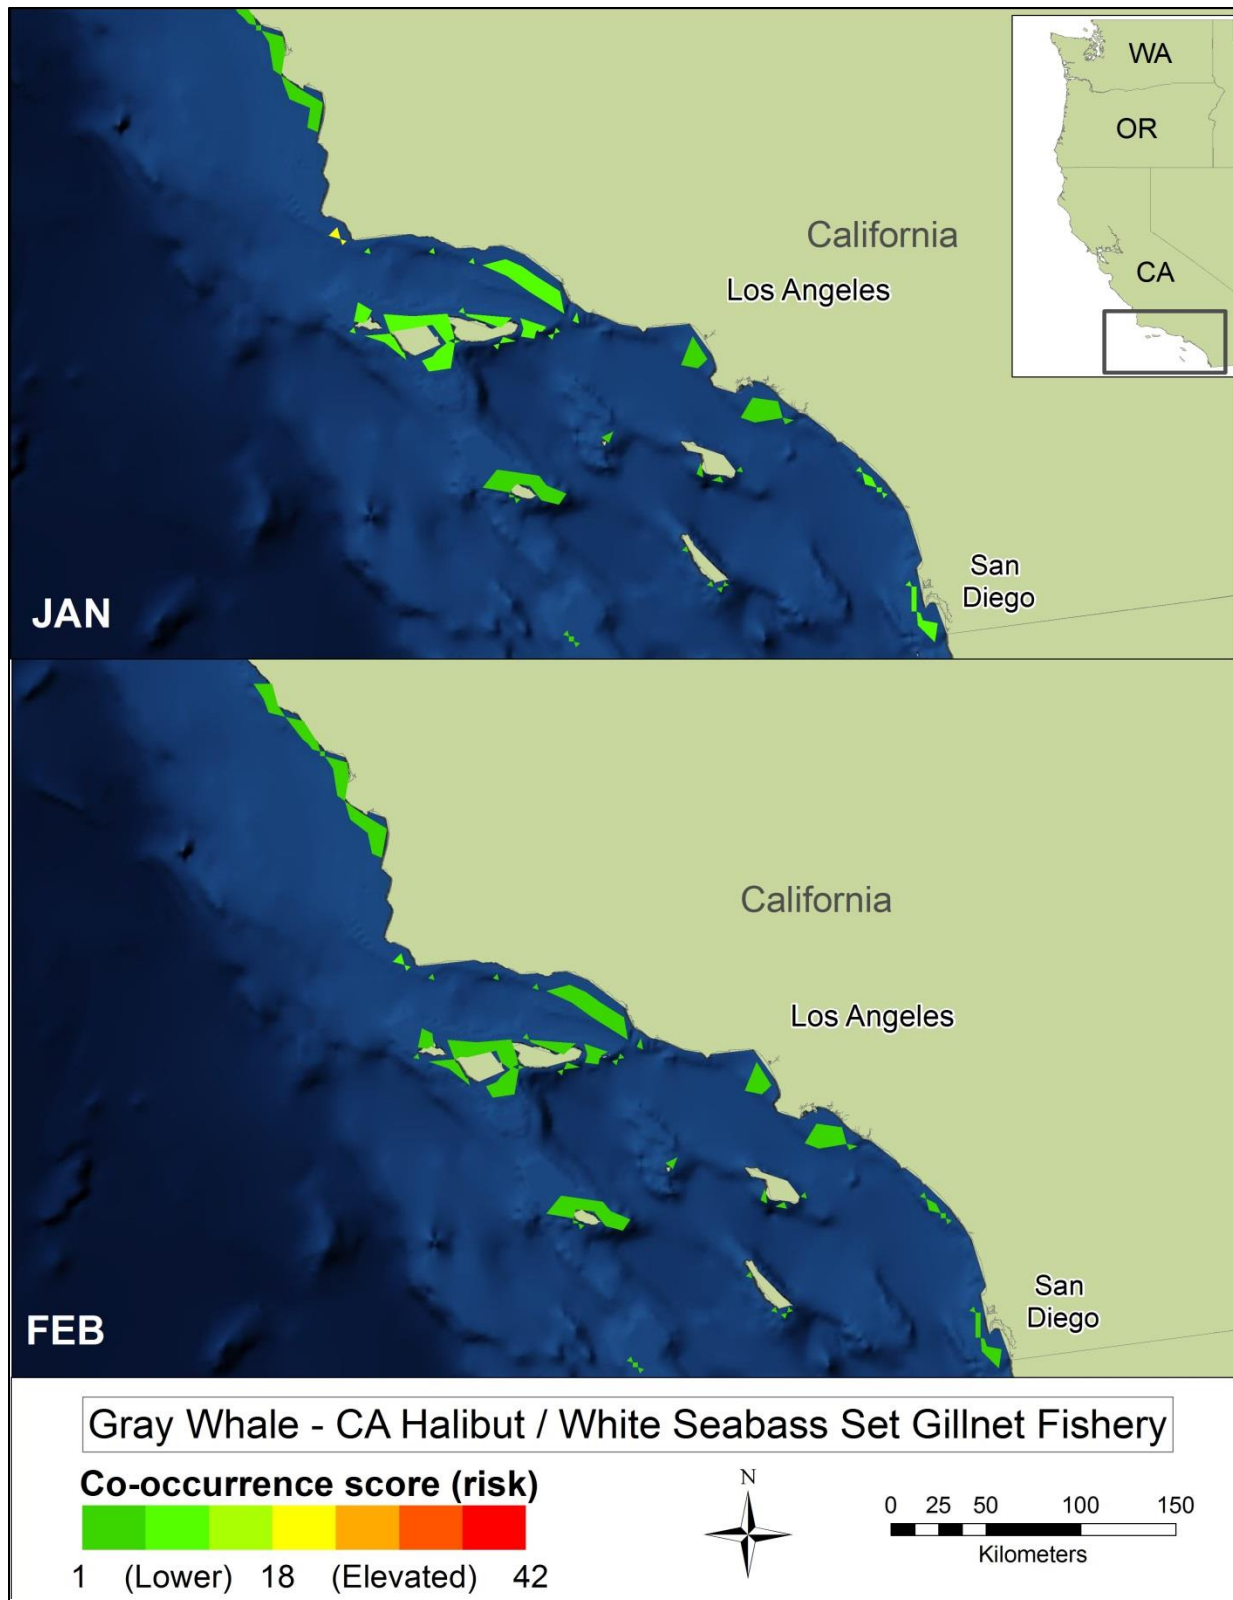 WA
OR
CA
California
Los Angeles
San
Diego
JAN
California
Los Angeles
San
Diego
FEB
Gray Whale - CA Halibut / White Seabass Set Gillnet Fishery
Co-occurrence score (risk)
1 (Lower) 18 (Elevated) 42
N
0 25 50 100 150
Kilometers